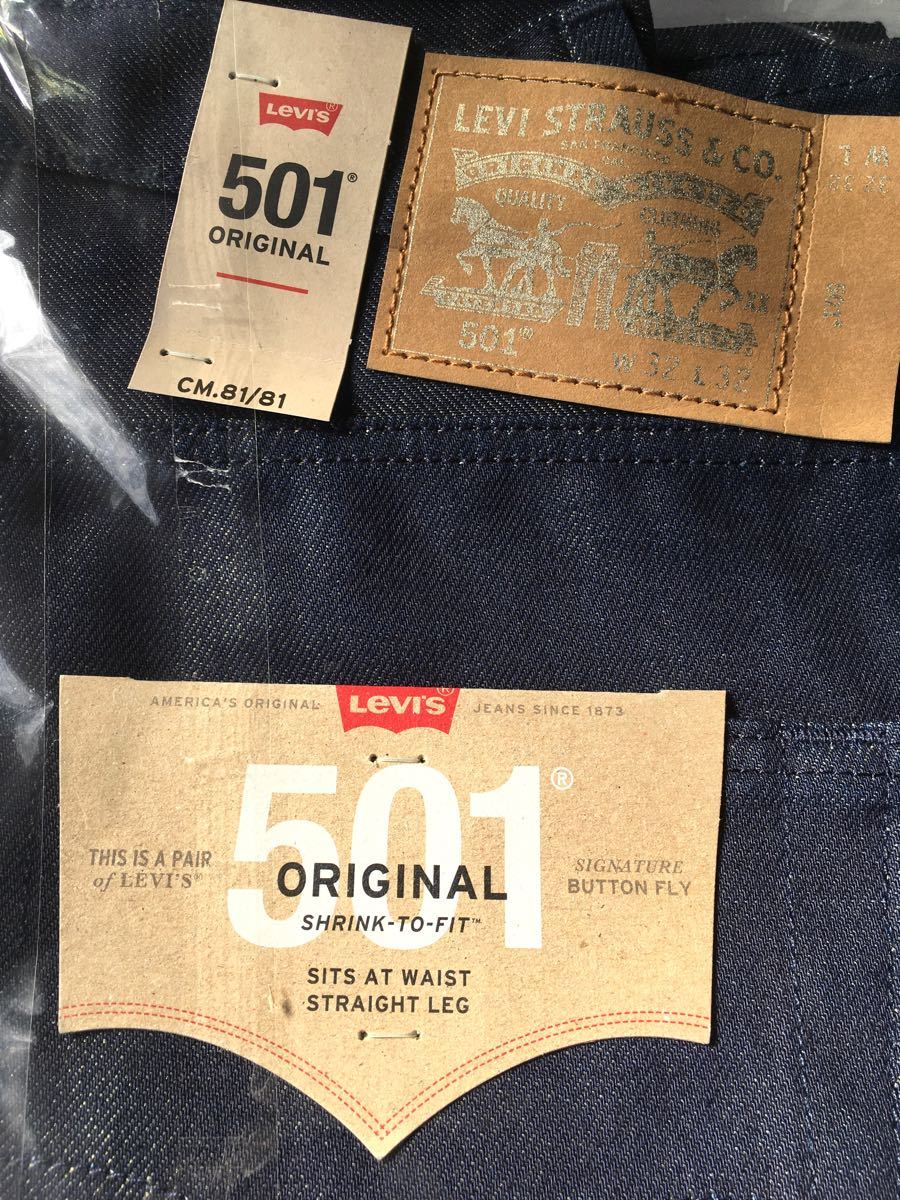 LEVI'S®
501®
ORIGINAL
CM.81/81
LEVI STRAUSS & CO.
SAN FRANCISCO
CAL.
QUALITY
CLOTHING
501®
W 32 L 32
AMERICA'S ORIGINAL LEVI'S® JEANS SINCE 1873
501®
THIS IS A PAIR
of LEVI'S®
ORIGINAL
SHRINK-TO-FIT™
SIGNATURE
BUTTON FLY
SITS AT WAIST
STRAIGHT LEG